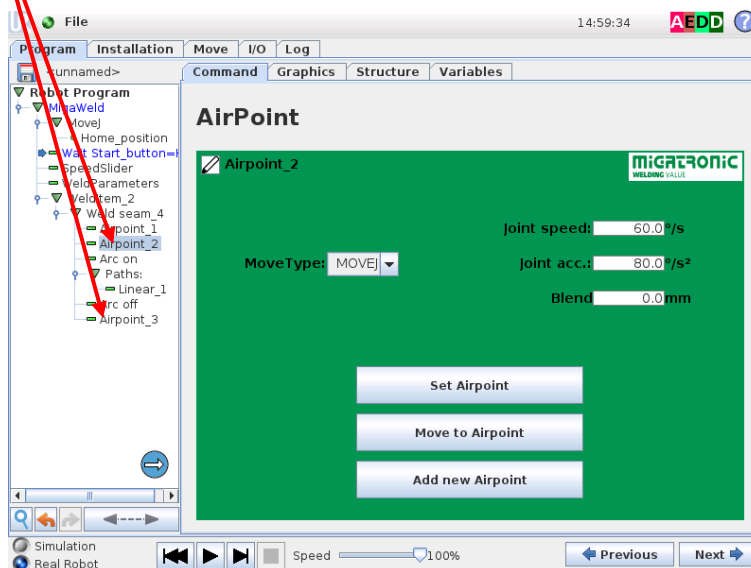 File 14:59:34 AEDD ?
Program Installation Move I/O Log
<unnamed> Command Graphics Structure Variables
Robot Program
MigaWeld
MoveJ
Home_position
Wait Start_button=
SpeedSlider
WeldParameters
WeldItem_2
Weld seam_4
Airpoint_1
Airpoint_2
Arc on
Paths:
Linear_1
Arc off
Airpoint_3
AirPoint
Airpoint_2
MIGATRONIC
WELDING VALUE
Joint speed: 60.0 °/s
MoveType: MOVEJ Joint acc.: 80.0 °/s²
Blend 0.0 mm
Set Airpoint
Move to Airpoint
Add new Airpoint
Simulation
Real Robot
Speed 100%
Previous Next